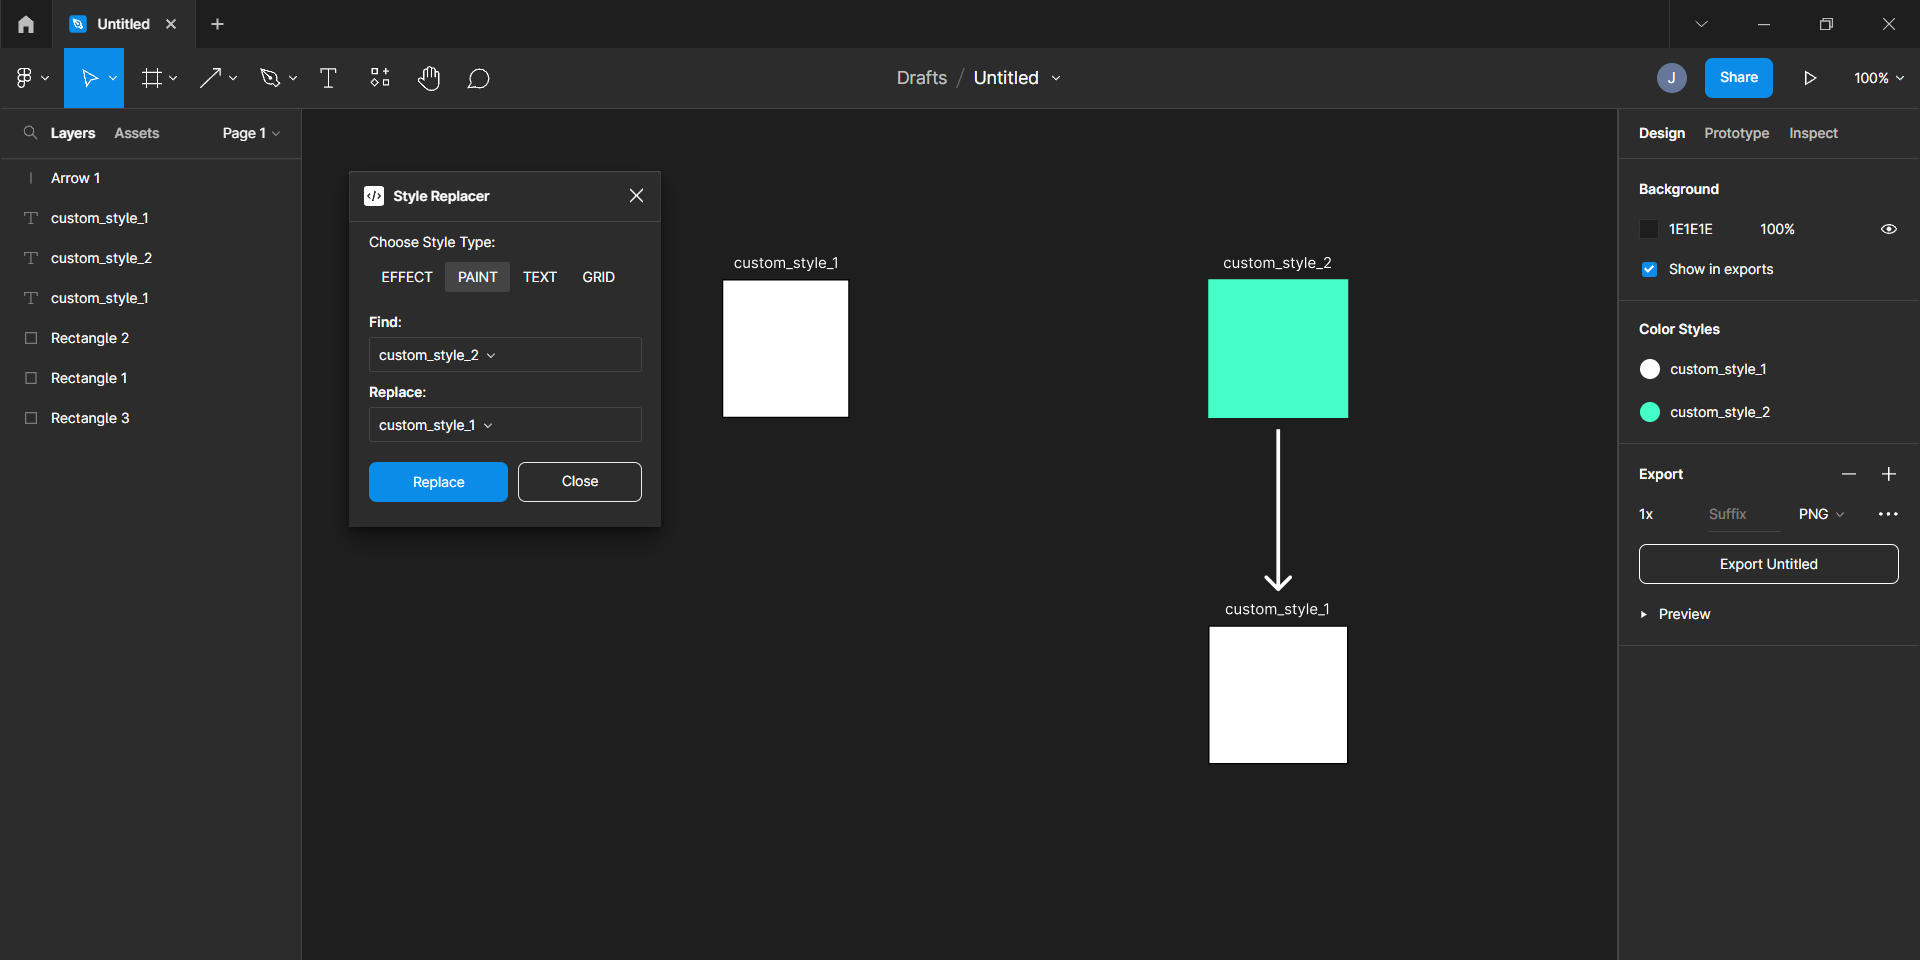 Untitled
Drafts / Untitled
J
Share
100%
Layers
Assets
Page 1
Arrow 1
custom_style_1
custom_style_2
custom_style_1
Rectangle 2
Rectangle 1
Rectangle 3
Style Replacer
Choose Style Type:
EFFECT PAINT TEXT GRID
Find:
custom_style_2
Replace:
custom_style_1
Replace
Close
custom_style_1
custom_style_2
custom_style_1
Design
Prototype
Inspect
Background
1E1E1E
100%
Show in exports
Color Styles
custom_style_1
custom_style_2
Export
1x
Suffix
PNG
Export Untitled
Preview